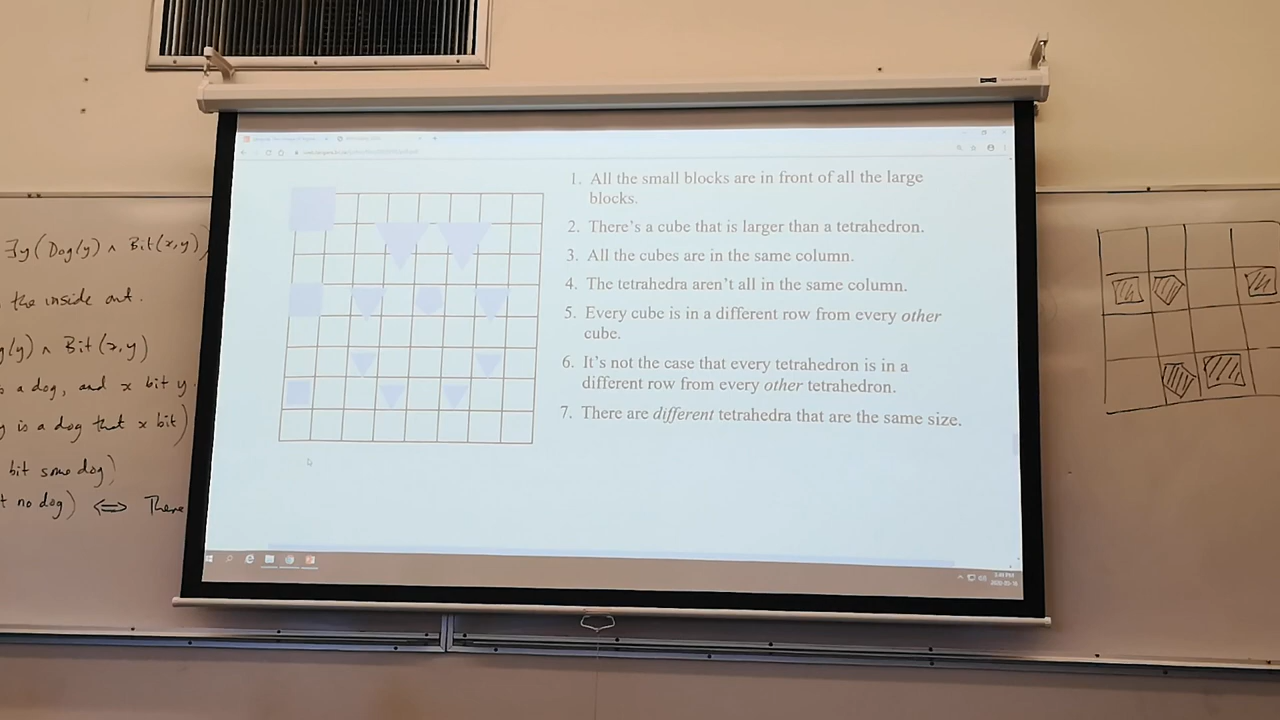 1. All the small blocks are in front of all the large
blocks.
2. There's a cube that is larger than a tetrahedron.
3. All the cubes are in the same column.
4. The tetrahedra aren't all in the same column.
5. Every cube is in a different row from every other
cube.
6. It's not the case that every tetrahedron is in a
different row from every other tetrahedron.
7. There are different tetrahedra that are the same size.
∃y(Dog(y) ∧ Bit(x,y)
the inside out.
g(y) ∧ Bit(x,y)
s a dog, and x bit y.
y is a dog that x bit)
bit some dog)
t no dog) ⇔ There
3:49 PM